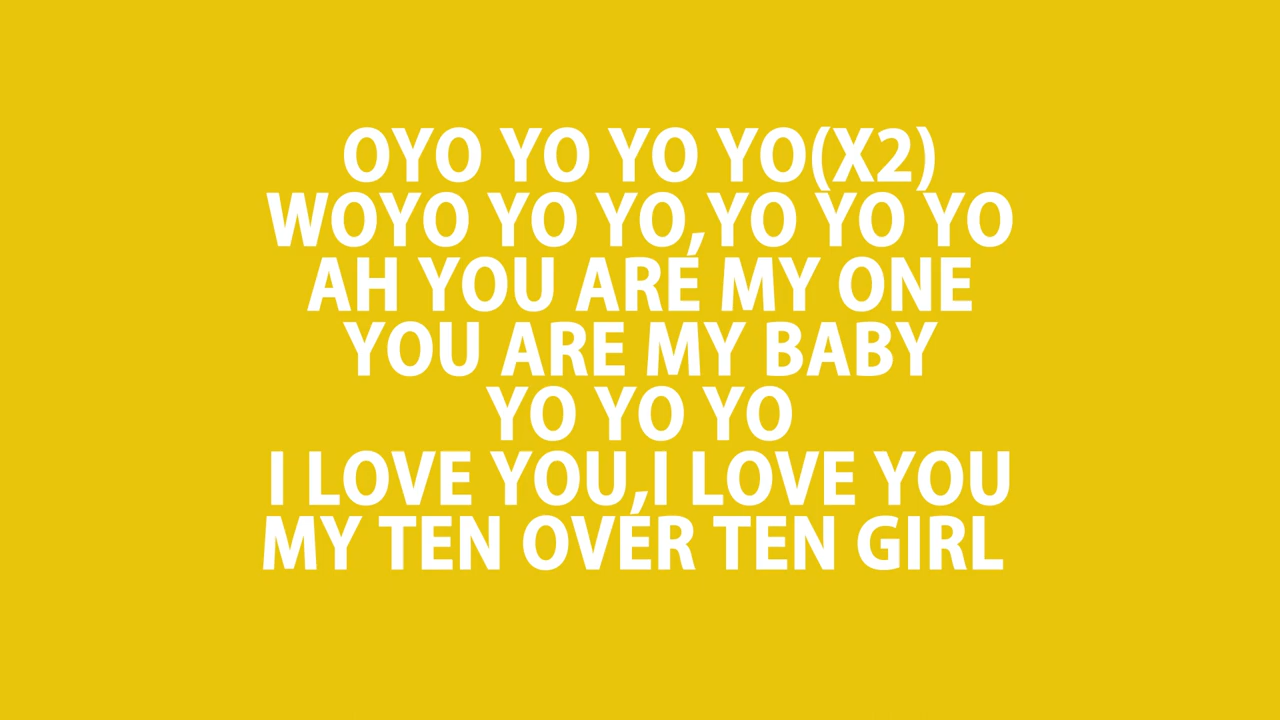 OYO YO YO YO(X2)
WOYO YO YO,YO YO YO
AH YOU ARE MY ONE
YOU ARE MY BABY
YO YO YO
I LOVE YOU,I LOVE YOU
MY TEN OVER TEN GIRL